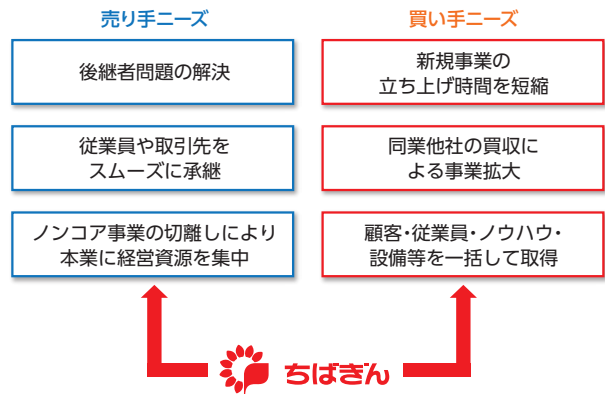 売り手ニーズ
後継者問題の解決
従業員や取引先を
スムーズに承継
ノンコア事業の切離しにより
本業に経営資源を集中
買い手ニーズ
新規事業の
立ち上げ時間を短縮
同業他社の買収に
よる事業拡大
顧客・従業員・ノウハウ・
設備等を一括して取得
ちばぎん